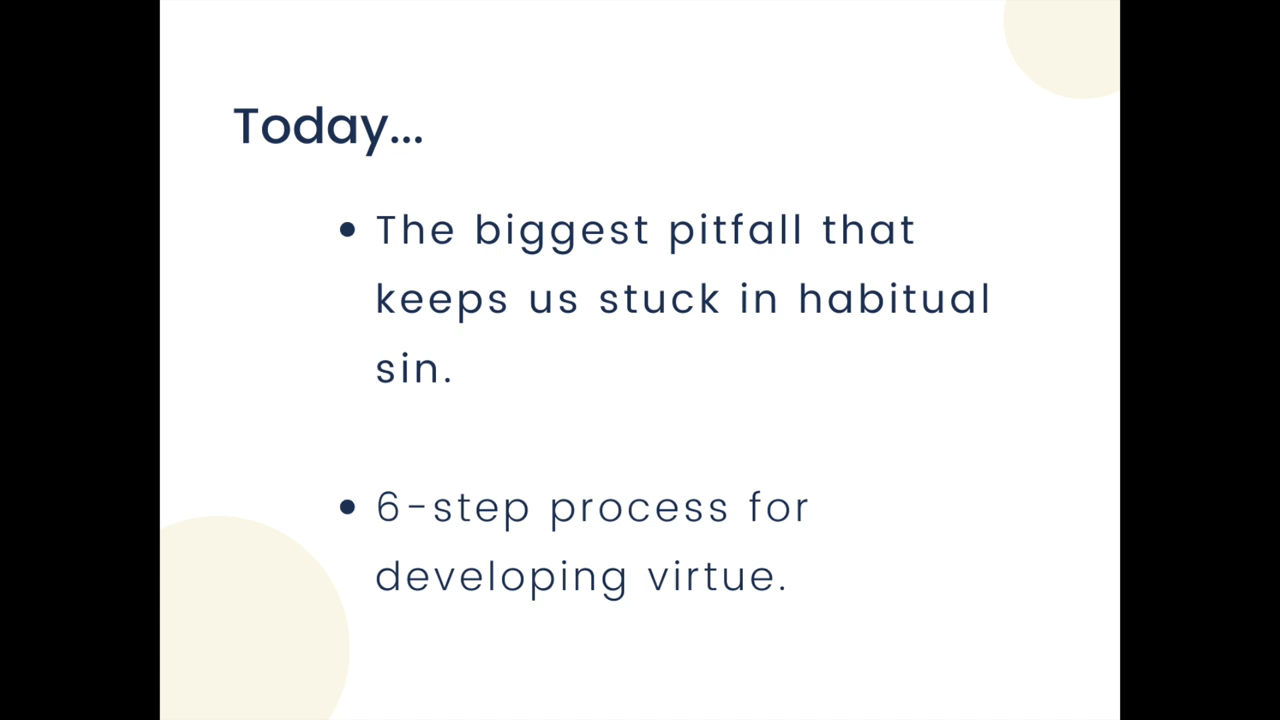 Today...
• The biggest pitfall that
keeps us stuck in habitual
sin.
• 6-step process for
developing virtue.